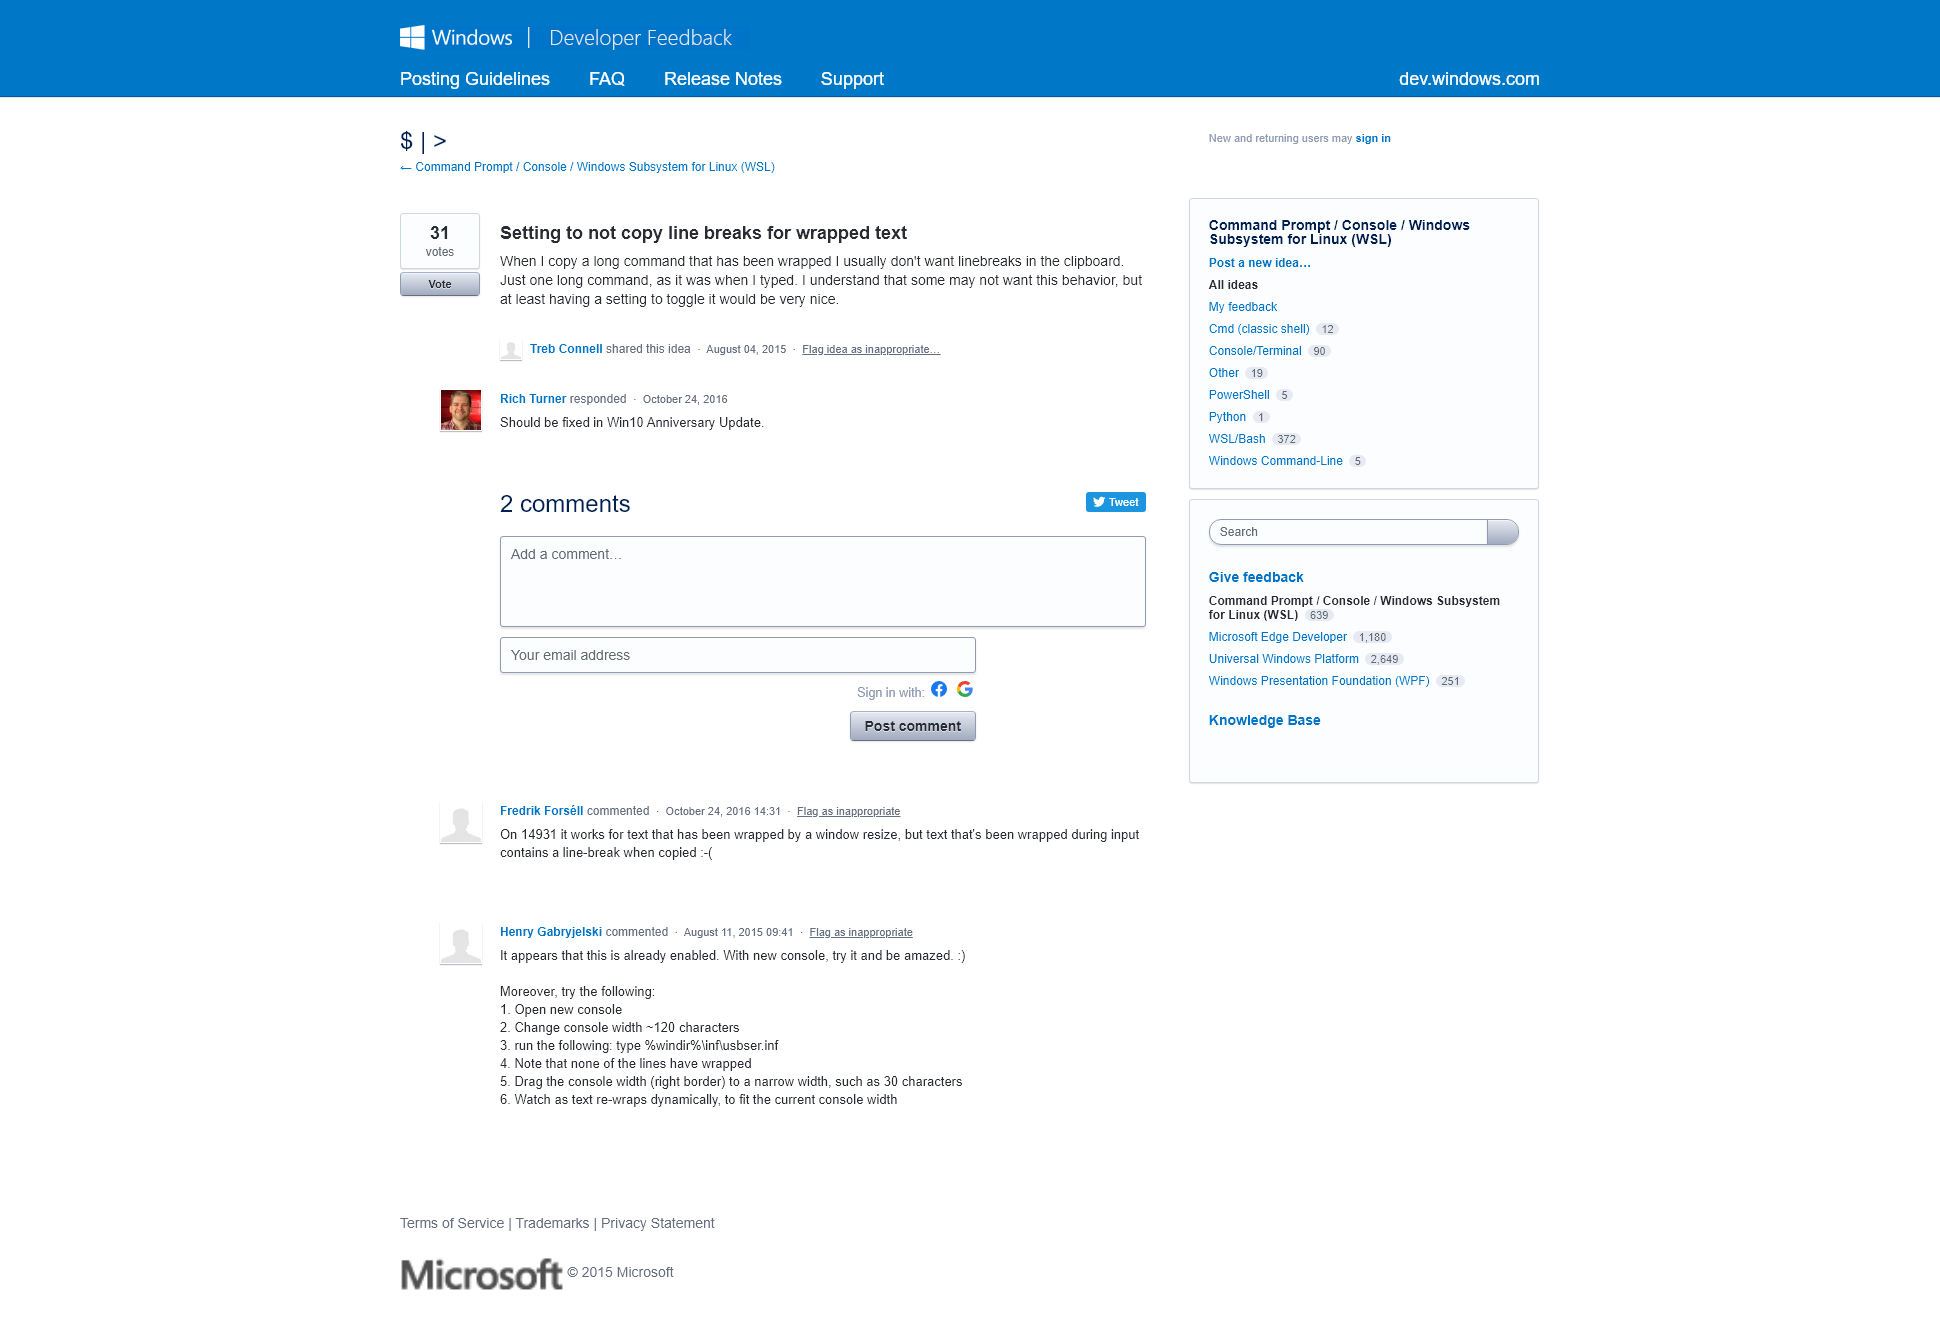 Windows | Developer Feedback
Posting Guidelines FAQ Release Notes Support dev.windows.com
$ | >
← Command Prompt / Console / Windows Subsystem for Linux (WSL)
New and returning users may sign in
31
votes
Vote
Setting to not copy line breaks for wrapped text
When I copy a long command that has been wrapped I usually don't want linebreaks in the clipboard.
Just one long command, as it was when I typed. I understand that some may not want this behavior, but
at least having a setting to toggle it would be very nice.
Treb Connell shared this idea · August 04, 2015 · Flag idea as inappropriate…
Rich Turner responded · October 24, 2016
Should be fixed in Win10 Anniversary Update.
2 comments
Tweet
Add a comment…
Your email address
Sign in with:
Post comment
Fredrik Forséll commented · October 24, 2016 14:31 · Flag as inappropriate
On 14931 it works for text that has been wrapped by a window resize, but text that's been wrapped during input
contains a line-break when copied :-(
Henry Gabryjelski commented · August 11, 2015 09:41 · Flag as inappropriate
It appears that this is already enabled. With new console, try it and be amazed. :)
Moreover, try the following:
1. Open new console
2. Change console width ~120 characters
3. run the following: type %windir%\inf\usbser.inf
4. Note that none of the lines have wrapped
5. Drag the console width (right border) to a narrow width, such as 30 characters
6. Watch as text re-wraps dynamically, to fit the current console width
Command Prompt / Console / Windows
Subsystem for Linux (WSL)
Post a new idea…
All ideas
My feedback
Cmd (classic shell) 12
Console/Terminal 90
Other 19
PowerShell 5
Python 1
WSL/Bash 372
Windows Command-Line 5
Search
Give feedback
Command Prompt / Console / Windows Subsystem
for Linux (WSL) 639
Microsoft Edge Developer 1,180
Universal Windows Platform 2,649
Windows Presentation Foundation (WPF) 251
Knowledge Base
Terms of Service | Trademarks | Privacy Statement
Microsoft © 2015 Microsoft